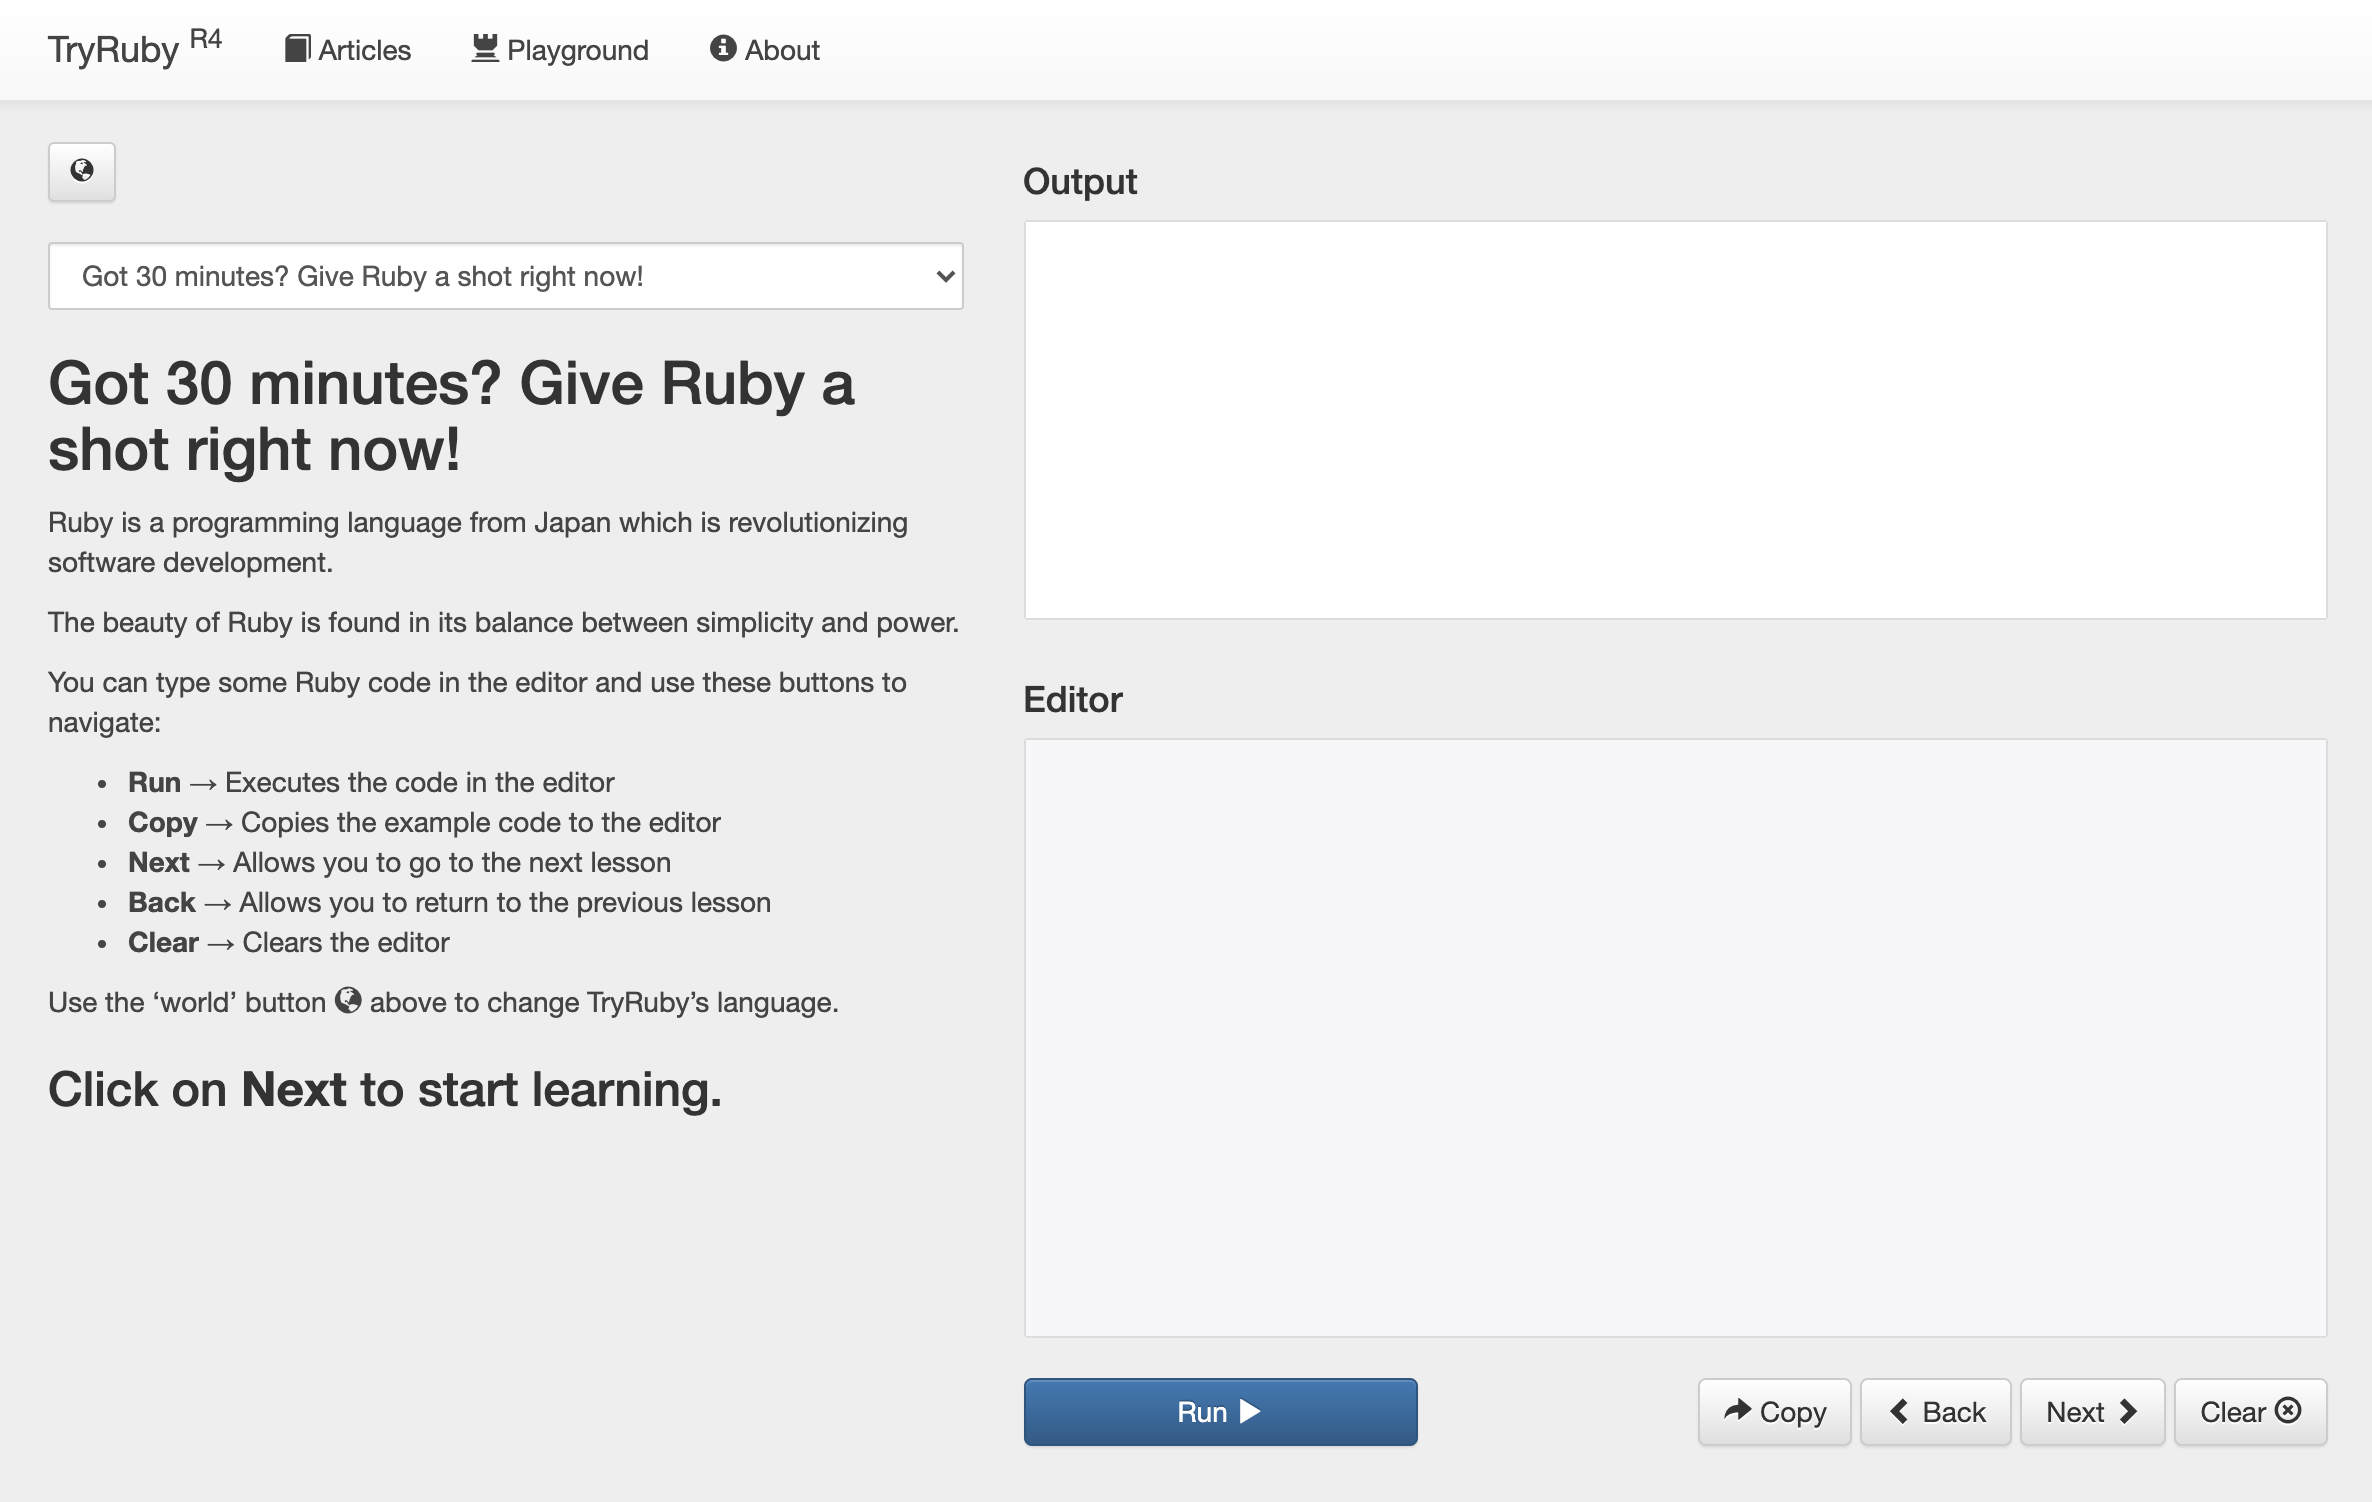 TryRuby R4
Articles
Playground
About
Got 30 minutes? Give Ruby a shot right now!
Got 30 minutes? Give Ruby a
shot right now!
Ruby is a programming language from Japan which is revolutionizing
software development.
The beauty of Ruby is found in its balance between simplicity and power.
You can type some Ruby code in the editor and use these buttons to
navigate:
• Run → Executes the code in the editor
• Copy → Copies the example code to the editor
• Next → Allows you to go to the next lesson
• Back → Allows you to return to the previous lesson
• Clear → Clears the editor
Use the ‘world’ button above to change TryRuby’s language.
Click on Next to start learning.
Output
Editor
Run
Copy
Back
Next
Clear